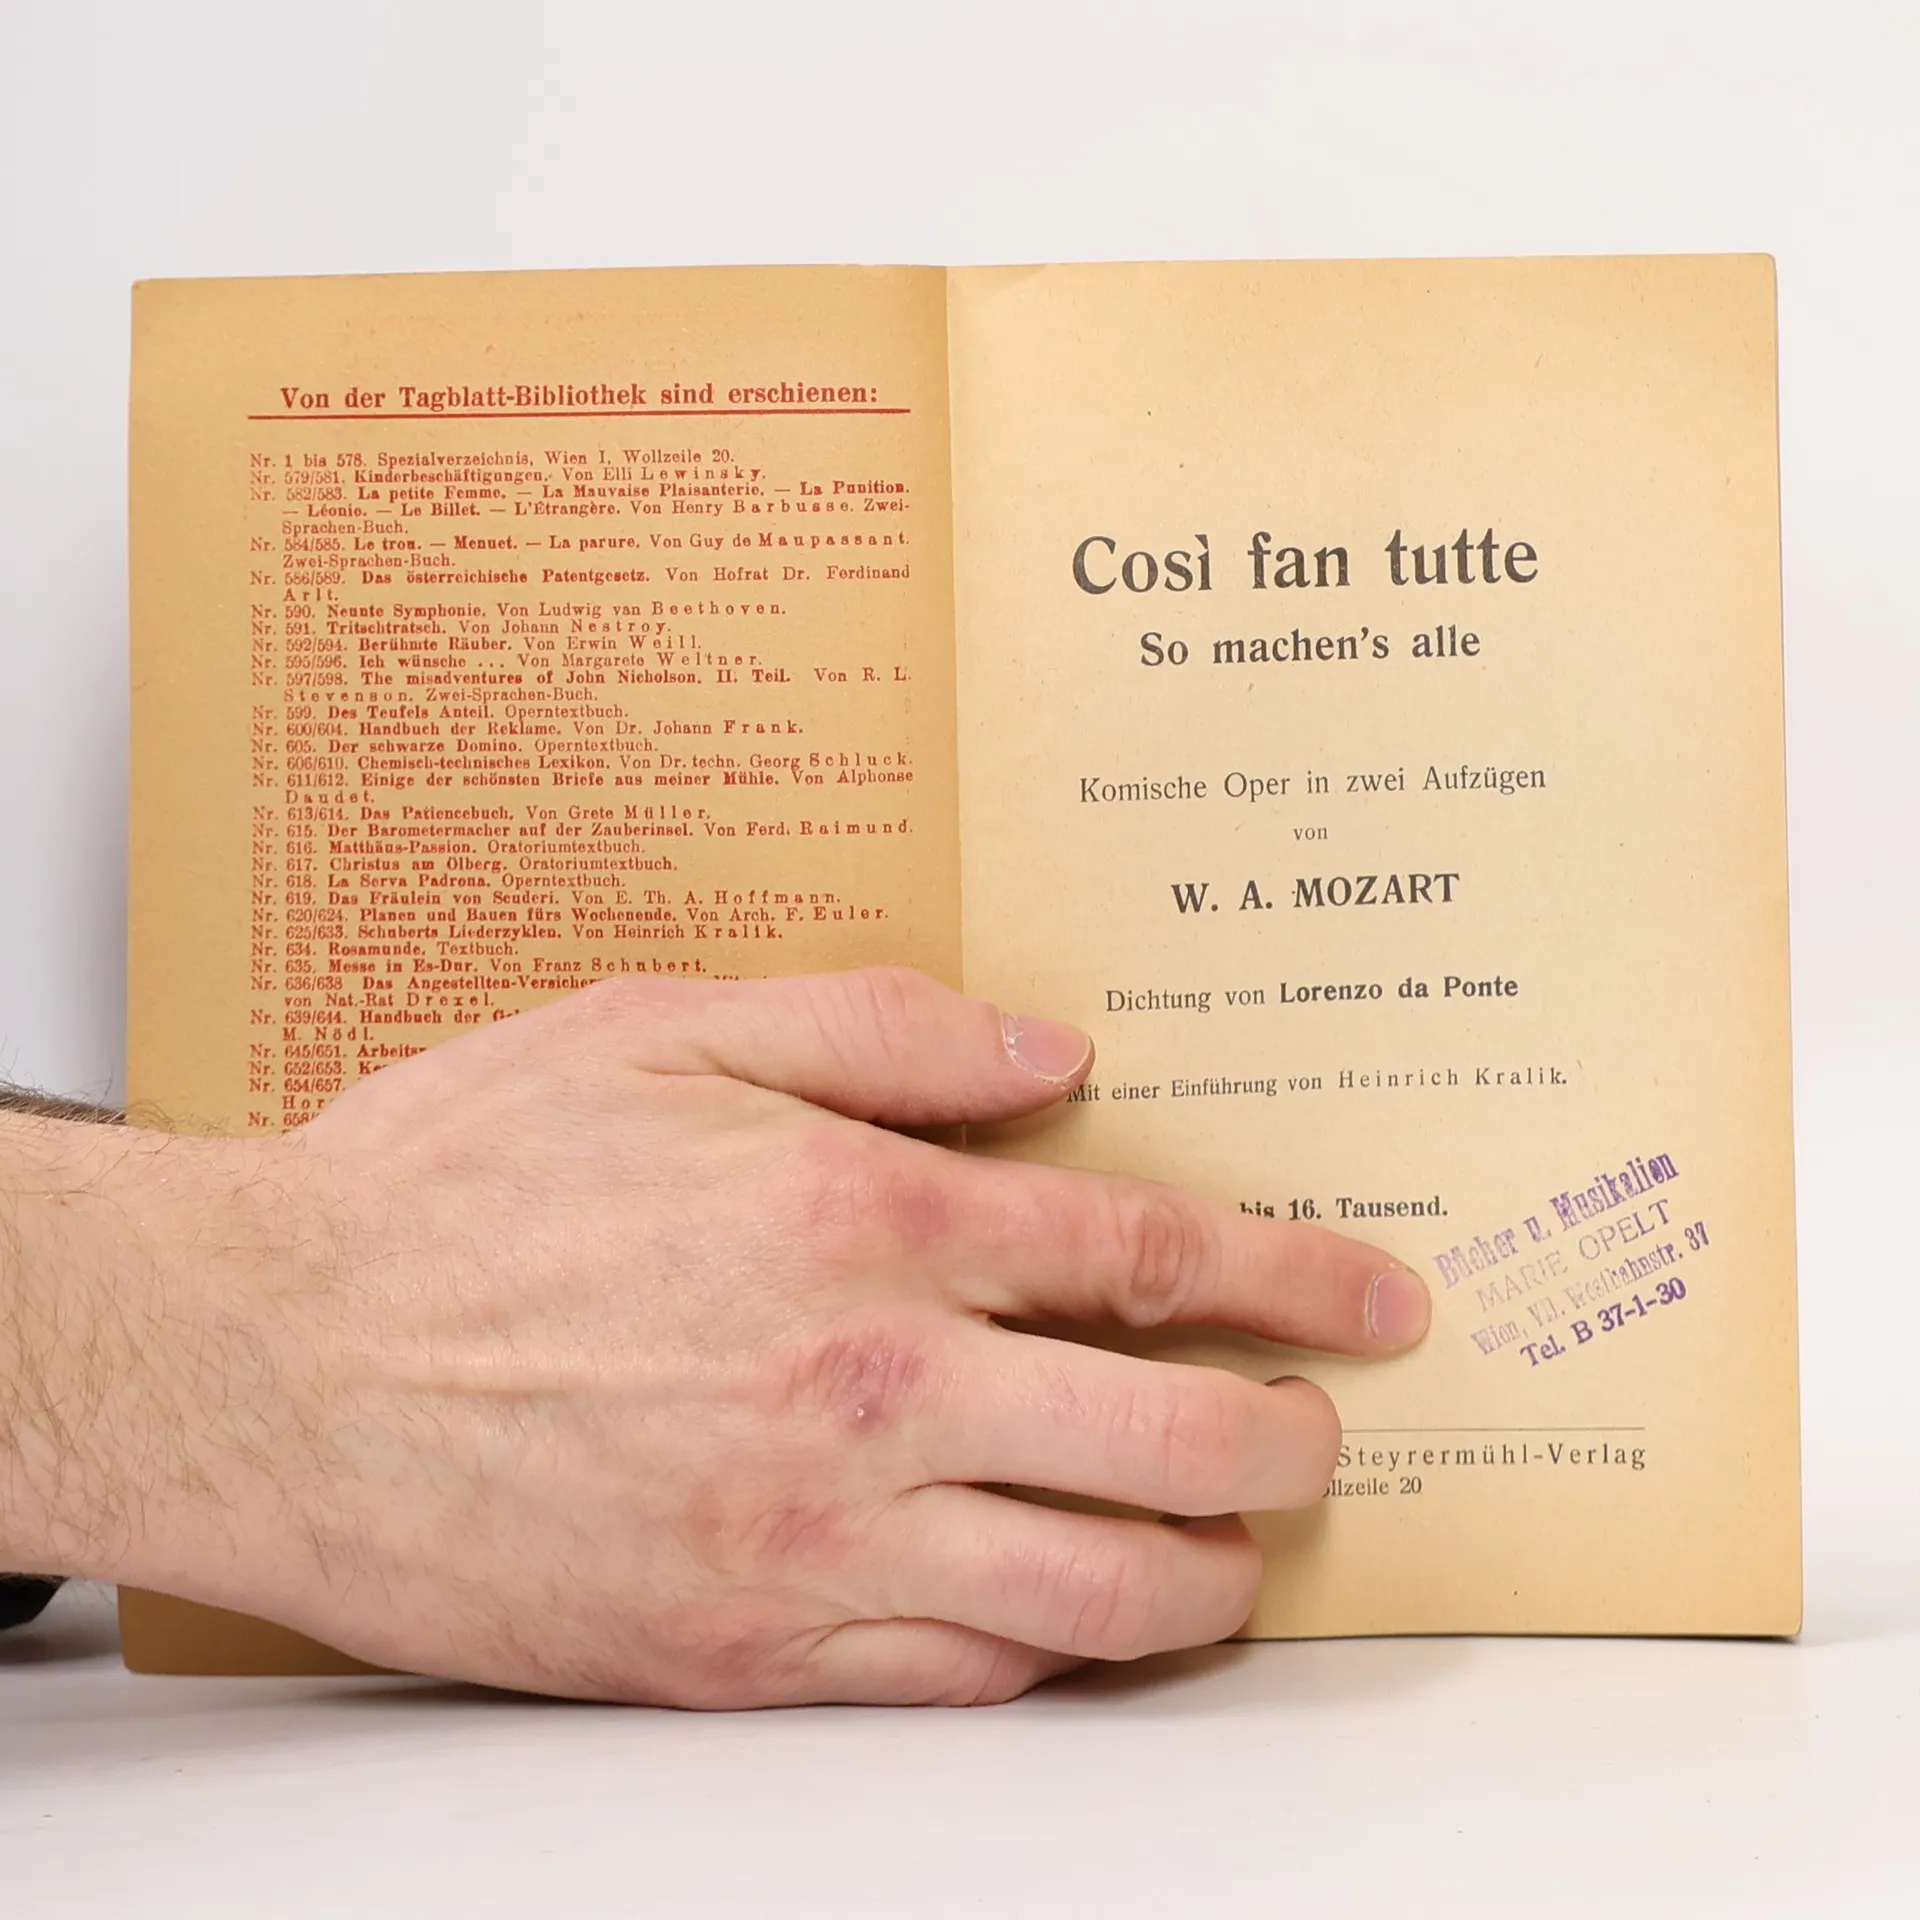 Von der Tagblatt-Bibliothek sind erschienen:
Nr. 1 bis 578. Spezialverzeichnis, Wien I, Wollzeile 20.
Nr. 579/581. Kinderbeschäftigungen. Von Elli Lewinsky.
Nr. 582/583. La petite Femme. — La Mauvaise Plaisanterie. — La Punition.
— Léonie. — Le Billet. — L'Étrangère. Von Henry Barbusse. Zwei-
Sprachen-Buch.
Nr. 584/585. Le trou. — Menuet. — La parure. Von Guy de Maupassant.
Zwei-Sprachen-Buch.
Nr. 586/589. Das österreichische Patentgesetz. Von Hofrat Dr. Ferdinand
Arlt.
Nr. 590. Neunte Symphonie. Von Ludwig van Beethoven.
Nr. 591. Tritschtratsch. Von Johann Nestroy.
Nr. 592/594. Berühmte Räuber. Von Erwin Weill.
Nr. 595/596. Ich wünsche ... Von Margarete Weltner.
Nr. 597/598. The misadventures of John Nicholson. II. Teil. Von R. L.
Stevenson. Zwei-Sprachen-Buch.
Nr. 599. Des Teufels Anteil. Operntextbuch.
Nr. 600/604. Handbuch der Reklame. Von Dr. Johann Frank.
Nr. 605. Der schwarze Domino. Operntextbuch.
Nr. 606/610. Chemisch-technisches Lexikon. Von Dr. techn. Georg Schluck.
Nr. 611/612. Einige der schönsten Briefe aus meiner Mühle. Von Alphonse
Daudet.
Nr. 613/614. Das Patiencebuch. Von Grete Müller.
Nr. 615. Der Barometermacher auf der Zauberinsel. Von Ferd. Raimund.
Nr. 616. Matthäus-Passion. Oratoriumtextbuch.
Nr. 617. Christus am Ölberg. Oratoriumtextbuch.
Nr. 618. La Serva Padrona. Operntextbuch.
Nr. 619. Das Fräulein von Scuderi. Von E. Th. A. Hoffmann.
Nr. 620/624. Planen und Bauen fürs Wochenende. Von Arch. F. Euler.
Nr. 625/633. Schuberts Liederzyklen. Von Heinrich Kralik.
Nr. 634. Rosamunde. Textbuch.
Nr. 635. Messe in Es-Dur. Von Franz Schubert.
Nr. 636/638 Das Angestellten-Versicher
von Nat.-Rat Drexel.
Nr. 639/644. Handbuch der
M. Nödl.
Nr. 645/651. Arbeits
Nr. 652/653.
Nr. 654/657.
Nr.
Così fan tutte
So machen's alle
Komische Oper in zwei Aufzügen
von
W. A. MOZART
Dichtung von Lorenzo da Ponte
Mit einer Einführung von Heinrich Kralik.
bis 16. Tausend.
Bücher u. Musikalien
MARIE OPELT
Wien, VII. Westbahnstr. 37
Tel. B 37-1-30
Steyrermühl-Verlag
llzeile 20